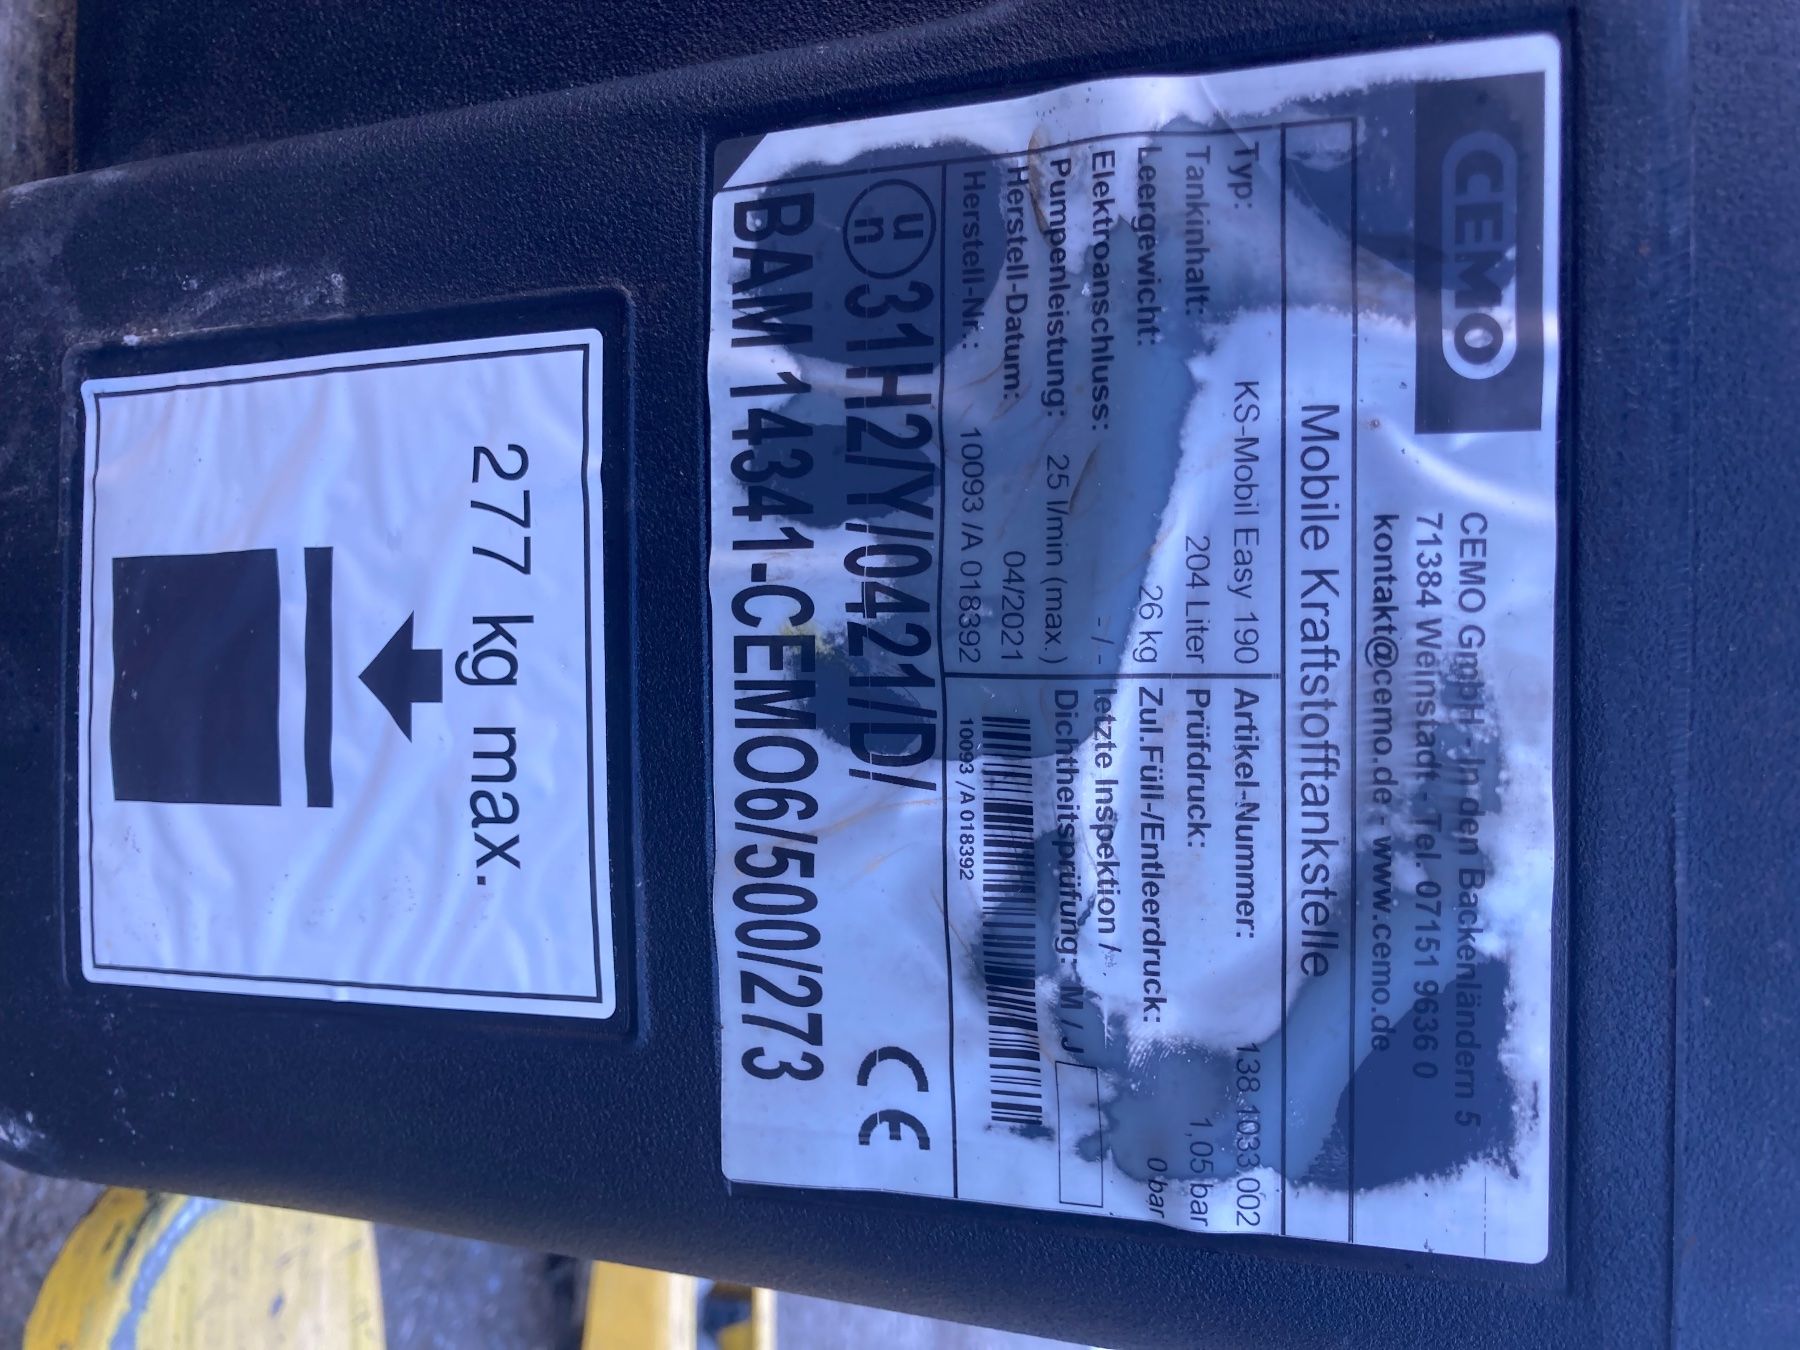 CEMO
CEMO GmbH - In den Backenländern 5
71384 Weinstadt - Tel. 07151 9636 0
kontakt@cemo.de - www.cemo.de
Mobile Kraftstofftankstelle
Typ: KS-Mobil Easy 190 Artikel-Nummer: 138.1033.002
Tankinhalt: 204 Liter Prüfdruck: 1,05 bar
Leergewicht: 26 kg Zul.Füll-/Entleerdruck: 0 bar
Elektroanschluss: - / - letzte Inspektion /
Pumpenleistung: 25 l/min (max.) Dichtheitsprüfung: M / J
Herstell-Datum: 04/2021
Herstell-Nr.: 10093 /A 018392 10093 /A 018392
un 31H2/Y/0421/D/ CE
BAM 14341-CEMO6/500/273
277 kg max.